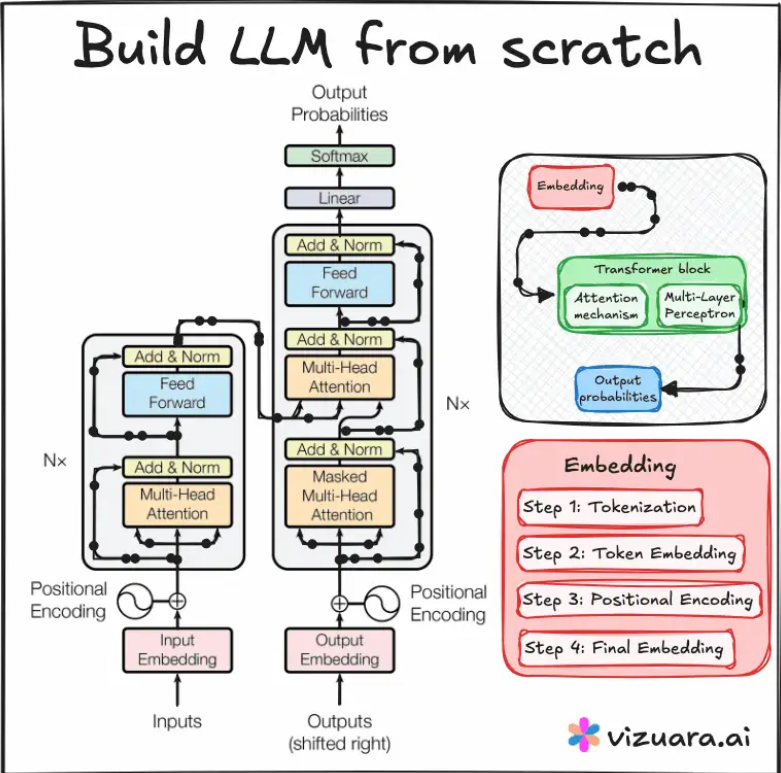 Build LLM from scratch
Output
Probabilities
Softmax
Linear
Add & Norm
Feed
Forward
Add & Norm
Multi-Head
Attention
Add & Norm
Masked
Multi-Head
Attention
Nx
Positional
Encoding
Output
Embedding
Outputs
(shifted right)
Add & Norm
Feed
Forward
Add & Norm
Multi-Head
Attention
Nx
Positional
Encoding
Input
Embedding
Inputs
Embedding
Transformer block
Attention
mechanism
Multi-Layer
Perceptron
Output
probabilities
Embedding
Step 1: Tokenization
Step 2: Token Embedding
Step 3: Positional Encoding
Step 4: Final Embedding
vizuara.ai